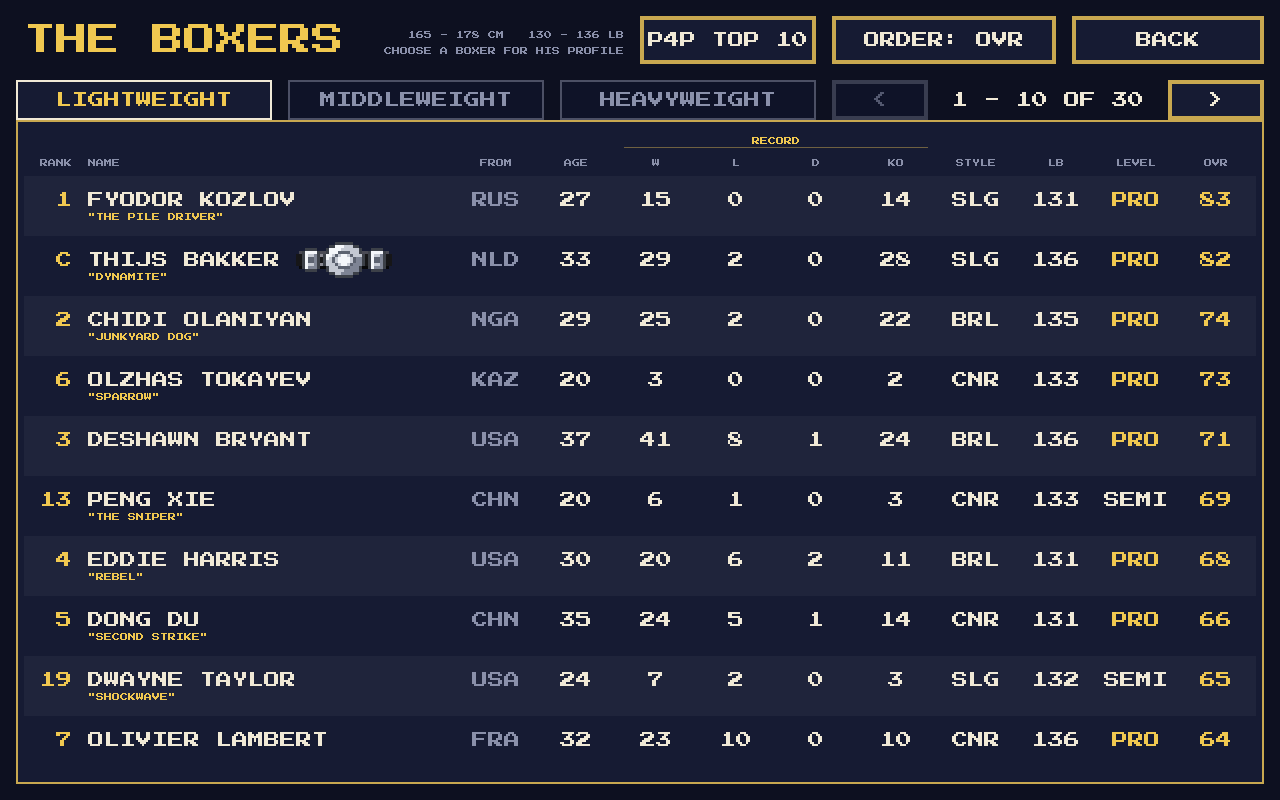 THE BOXERS
165 - 178 CM 130 - 136 LB
CHOOSE A BOXER FOR HIS PROFILE
P4P TOP 10
ORDER: OVR
BACK
LIGHTWEIGHT
MIDDLEWEIGHT
HEAVYWEIGHT
<
1 - 10 OF 30
>
RECORD
RANK NAME FROM AGE W L D KO STYLE LB LEVEL OVR
1 FYODOR KOZLOV RUS 27 15 0 0 14 SLG 131 PRO 83
"THE PILE DRIVER"
C THIJS BAKKER NLD 33 29 2 0 28 SLG 136 PRO 82
"DYNAMITE"
2 CHIDI OLANIYAN NGA 29 25 2 0 22 BRL 135 PRO 74
"JUNKYARD DOG"
6 OLZHAS TOKAYEV KAZ 20 3 0 0 2 CNR 133 PRO 73
"SPARROW"
3 DESHAWN BRYANT USA 37 41 8 1 24 BRL 136 PRO 71
13 PENG XIE CHN 20 6 1 0 3 CNR 133 SEMI 69
"THE SNIPER"
4 EDDIE HARRIS USA 30 20 6 2 11 BRL 131 PRO 68
"REBEL"
5 DONG DU CHN 35 24 5 1 14 CNR 131 PRO 66
"SECOND STRIKE"
19 DWAYNE TAYLOR USA 24 7 2 0 3 SLG 132 SEMI 65
"SHOCKWAVE"
7 OLIVIER LAMBERT FRA 32 23 10 0 10 CNR 136 PRO 64